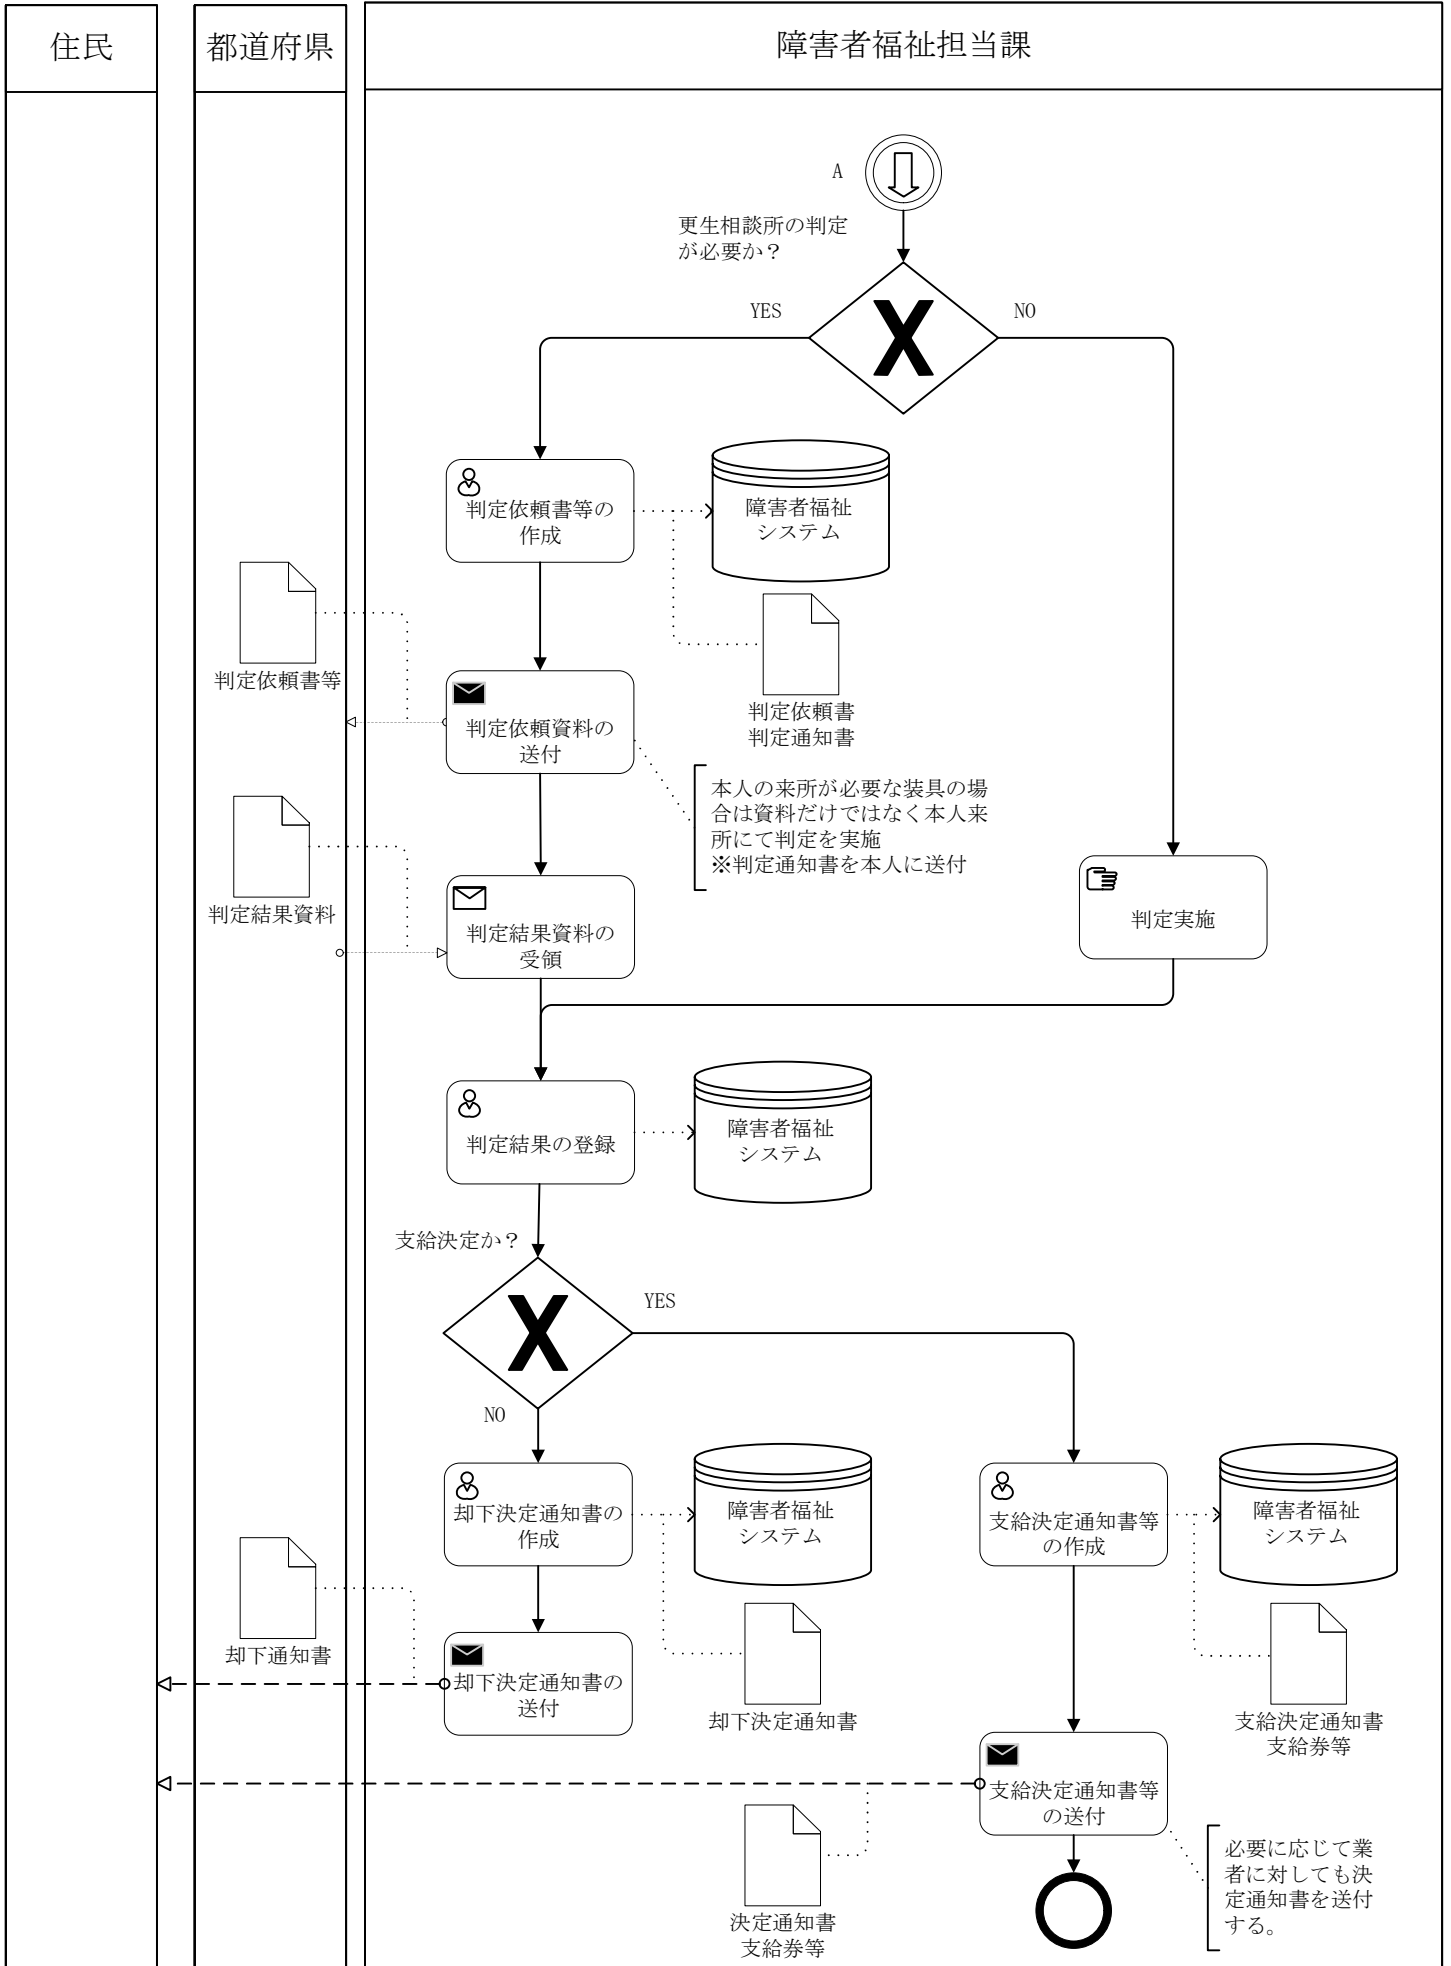 住民
都道府県
障害者福祉担当課
A
更生相談所の判定
が必要か？
YES
NO
判定依頼書等の
作成
障害者福祉
システム
判定依頼書等
判定依頼書
判定通知書
判定依頼資料の
送付
本人の来所が必要な装具の場
合は資料だけではなく本人来
所にて判定を実施
※判定通知書を本人に送付
判定結果資料
判定結果資料の
受領
判定実施
判定結果の登録
障害者福祉
システム
支給決定か？
YES
NO
却下決定通知書の
作成
障害者福祉
システム
支給決定通知書等
の作成
障害者福祉
システム
却下通知書
却下決定通知書の
送付
却下決定通知書
支給決定通知書
支給券等
支給決定通知書等
の送付
決定通知書
支給券等
必要に応じて業
者に対しても決
定通知書を送付
する。